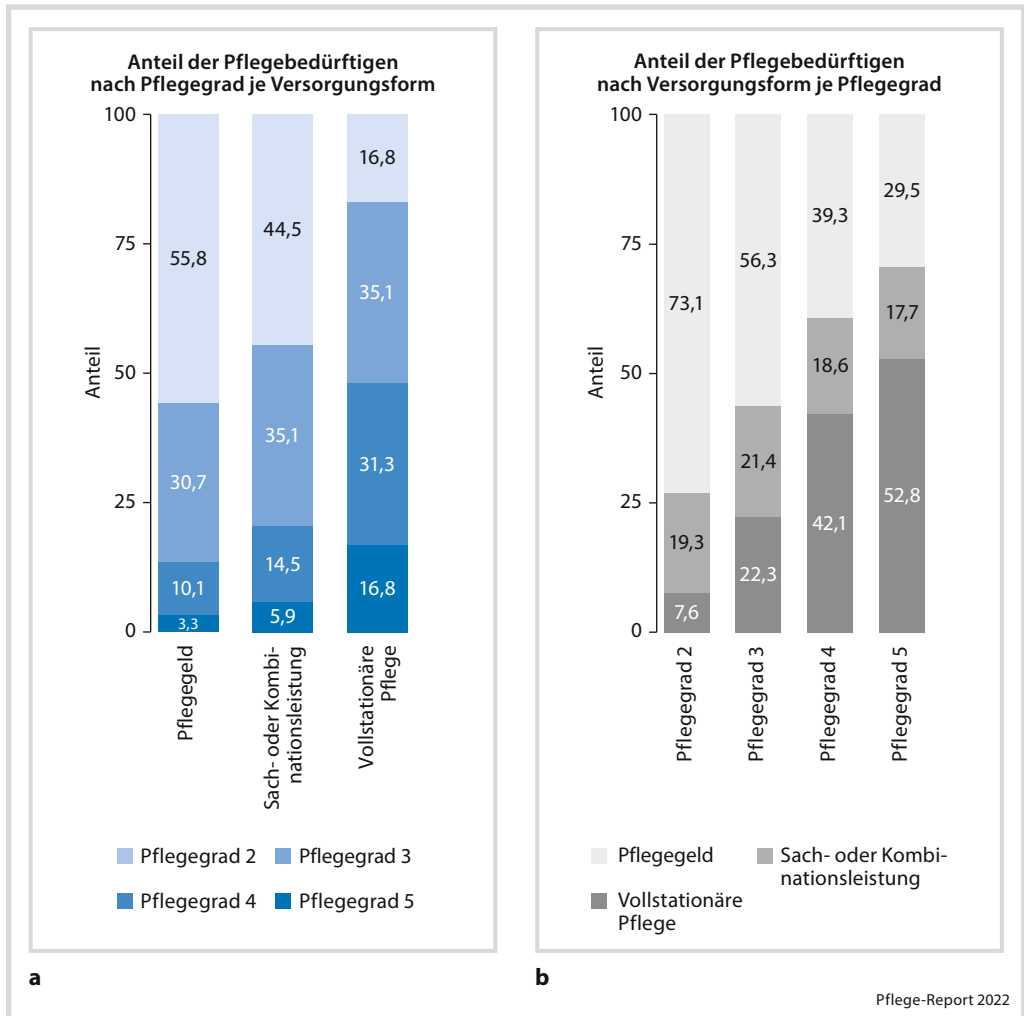 Anteil der Pflegebedürftigen
nach Pflegegrad je Versorgungsform
100
75
50
25
0
Anteil
55,8
30,7
10,1
3,3
44,5
35,1
14,5
5,9
16,8
35,1
31,3
16,8
Pflegegeld
Sach- oder Kombi-
nationsleistung
Vollstationäre
Pflege
Pflegegrad 2
Pflegegrad 3
Pflegegrad 4
Pflegegrad 5
a
Anteil der Pflegebedürftigen
nach Versorgungsform je Pflegegrad
100
75
50
25
0
Anteil
73,1
19,3
7,6
56,3
21,4
22,3
39,3
18,6
42,1
29,5
17,7
52,8
Pflegegrad 2
Pflegegrad 3
Pflegegrad 4
Pflegegrad 5
Pflegegeld
Sach- oder Kombi-
nationsleistung
Vollstationäre
Pflege
b
Pflege-Report 2022